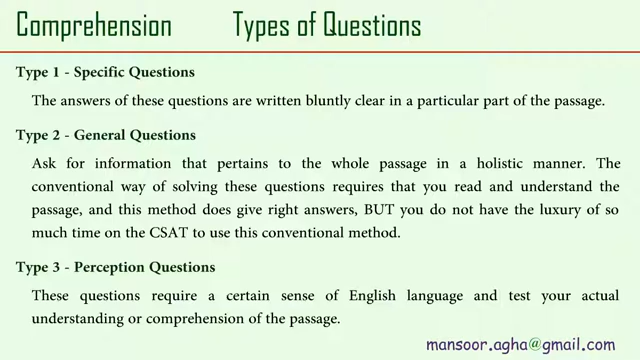 Comprehension Types of Questions
Type 1 - Specific Questions
The answers of these questions are written bluntly clear in a particular part of the passage.
Type 2 - General Questions
Ask for information that pertains to the whole passage in a holistic manner. The
conventional way of solving these questions requires that you read and understand the
passage, and this method does give right answers, BUT you do not have the luxury of so
much time on the CSAT to use this conventional method.
Type 3 - Perception Questions
These questions require a certain sense of English language and test your actual
understanding or comprehension of the passage.
mansoor.agha@gmail.com